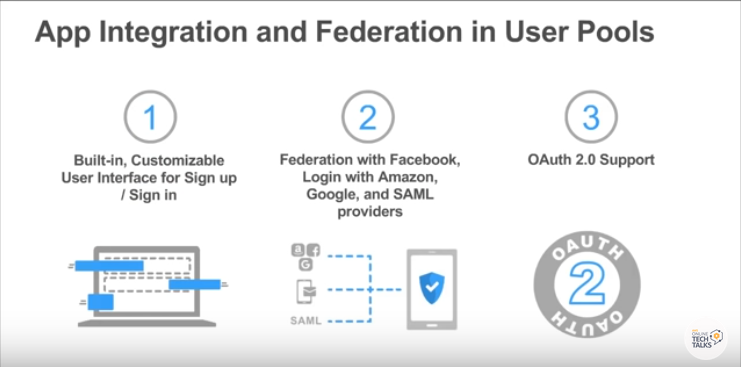 App Integration and Federation in User Pools
1
Built-in, Customizable
User Interface for Sign up
/ Sign in
2
Federation with Facebook,
Login with Amazon,
Google, and SAML
providers
3
OAuth 2.0 Support
a f
G
SAML
OAUTH
2
OAUTH
ONLINE
TECH
TALKS